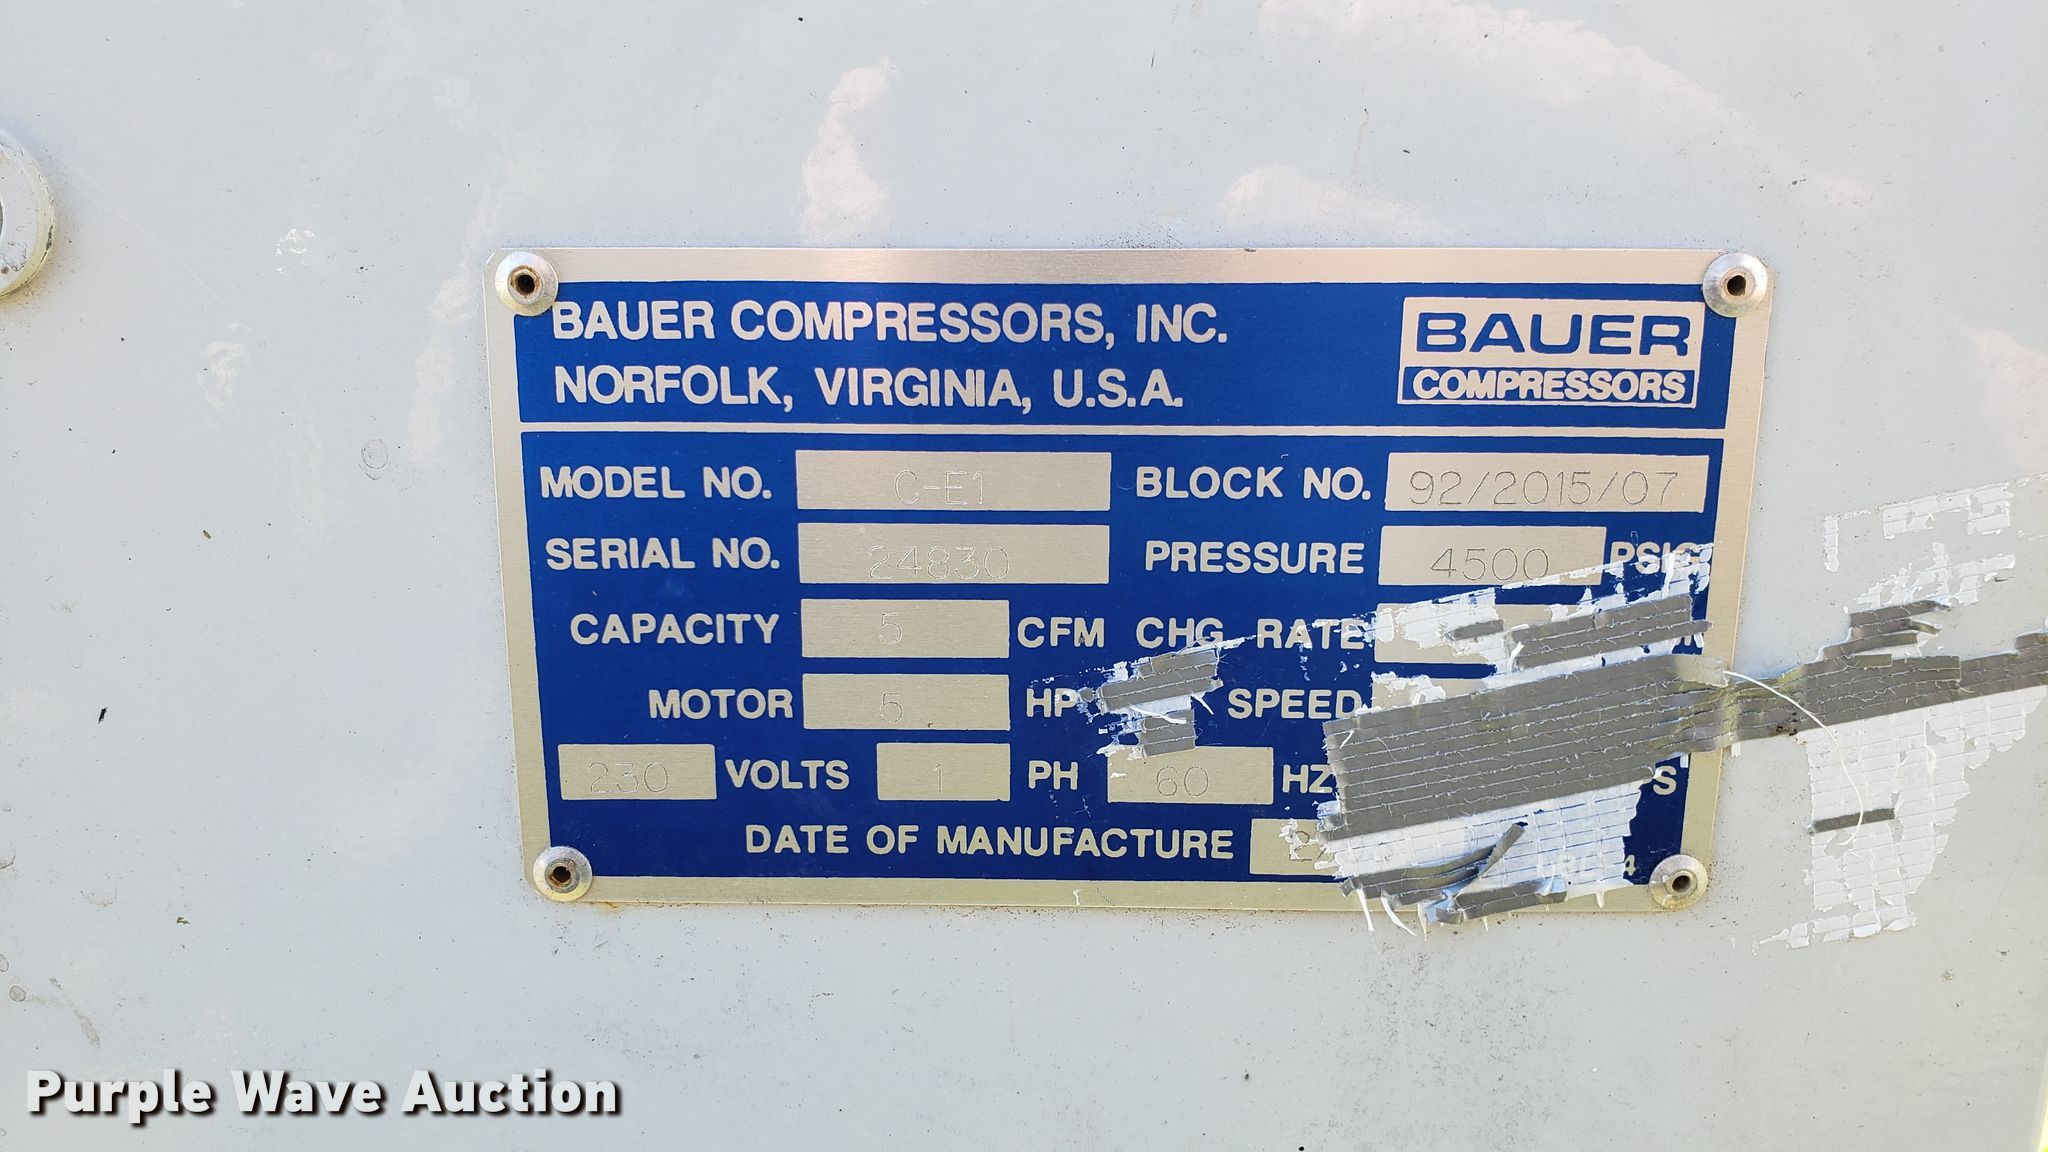 BAUER COMPRESSORS, INC.
NORFOLK, VIRGINIA, U.S.A.
BAUER
COMPRESSORS
MODEL NO. C-E1 BLOCK NO. 92/2015/07
SERIAL NO. 24830 PRESSURE 4500 PSIG
CAPACITY 5 CFM CHG RATE
MOTOR 5 HP SPEED
230 VOLTS 1 PH 60 HZ
DATE OF MANUFACTURE
Purple Wave Auction